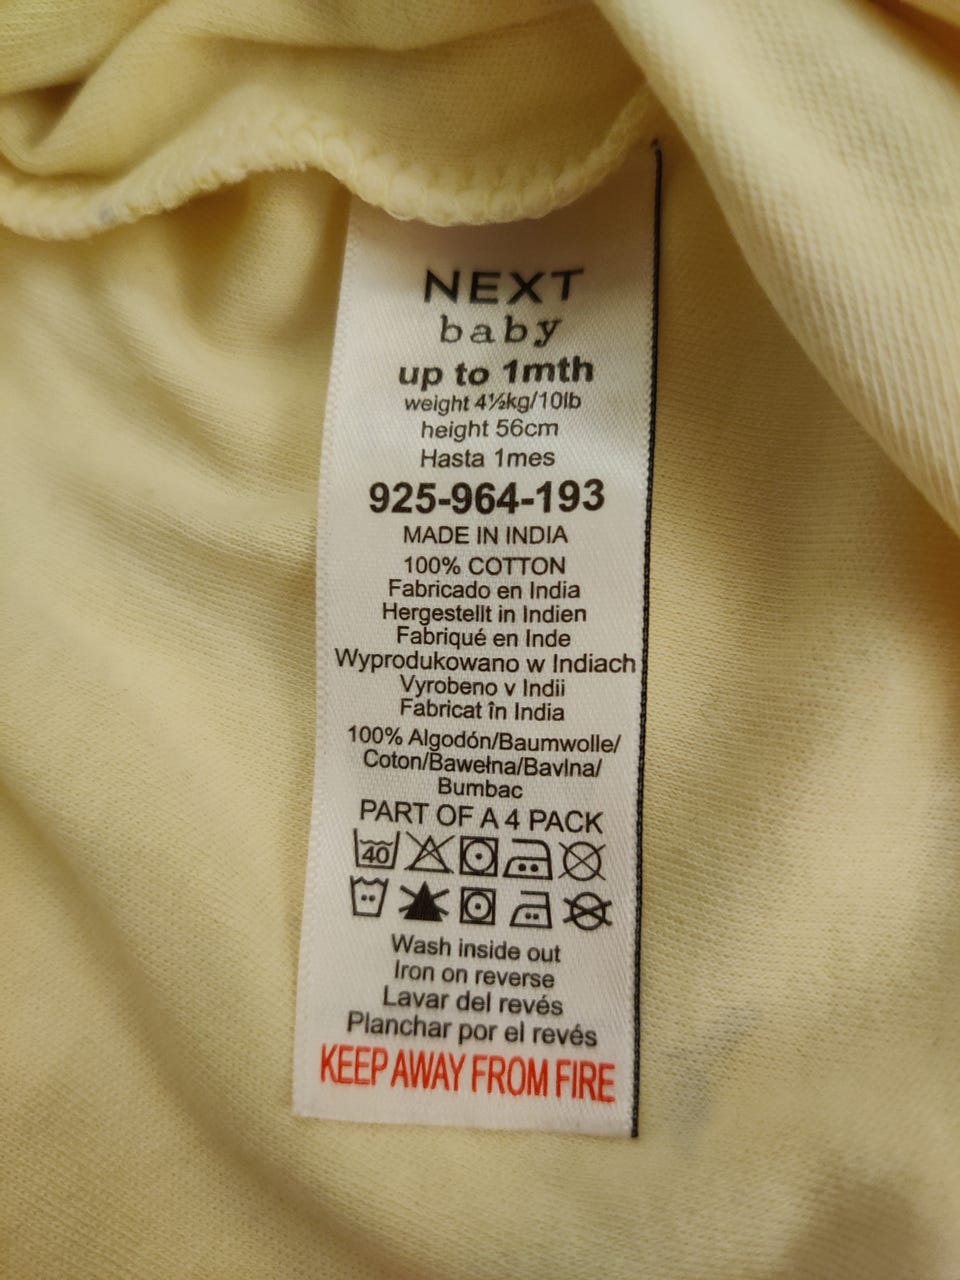 NEXT
baby
up to 1mth
weight 4½kg/10lb
height 56cm
Hasta 1mes
925-964-193
MADE IN INDIA
100% COTTON
Fabricado en India
Hergestellt in Indien
Fabriqué en Inde
Wyprodukowano w Indiach
Vyrobeno v Indii
Fabricat în India
100% Algodón/Baumwolle/
Coton/Bawełna/Bavlna/
Bumbac
PART OF A 4 PACK
40
Wash inside out
Iron on reverse
Lavar del revés
Planchar por el revés
KEEP AWAY FROM FIRE